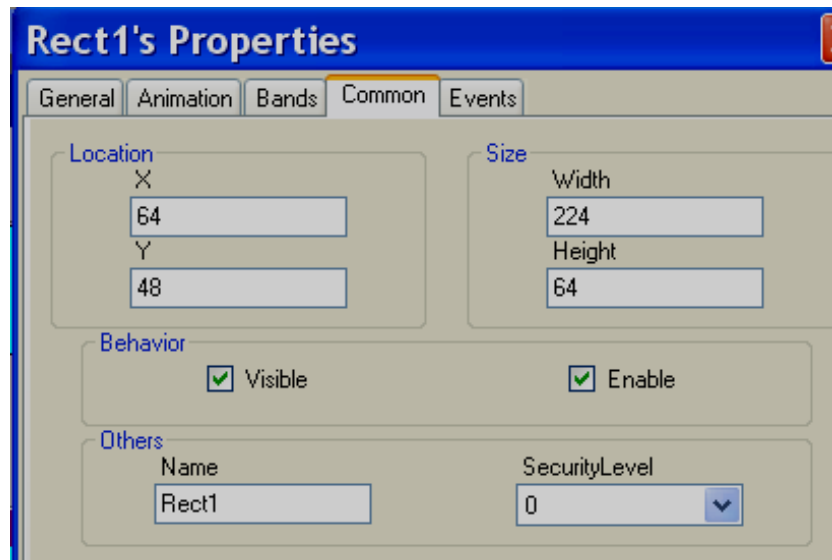 Rect1's Properties
General Animation Bands Common Events
Location Size
X Width
64 224
Y Height
48 64
Behavior
Visible Enable
Others
Name SecurityLevel
Rect1 0